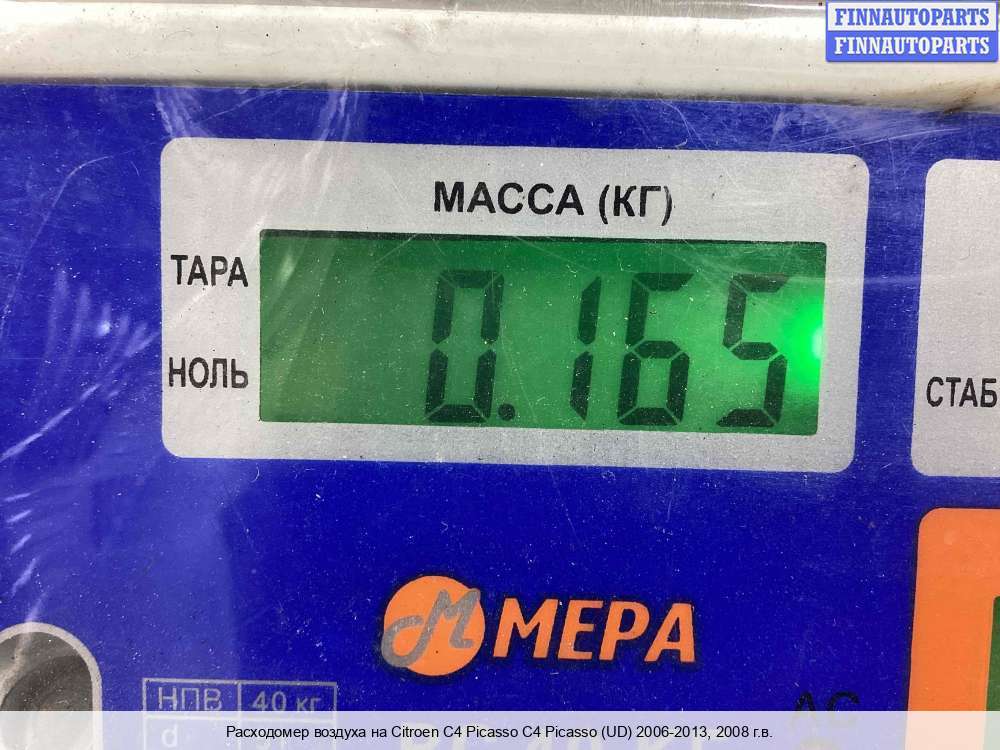 FINNAUTOPARTS
FINNAUTOPARTS
МАССА (КГ)
ТАРА
0.165
НОЛЬ
СТАБ
М МЕРА
НПВ 40 кг
d
Расходомер воздуха на Citroen C4 Picasso C4 Picasso (UD) 2006-2013, 2008 г.в.